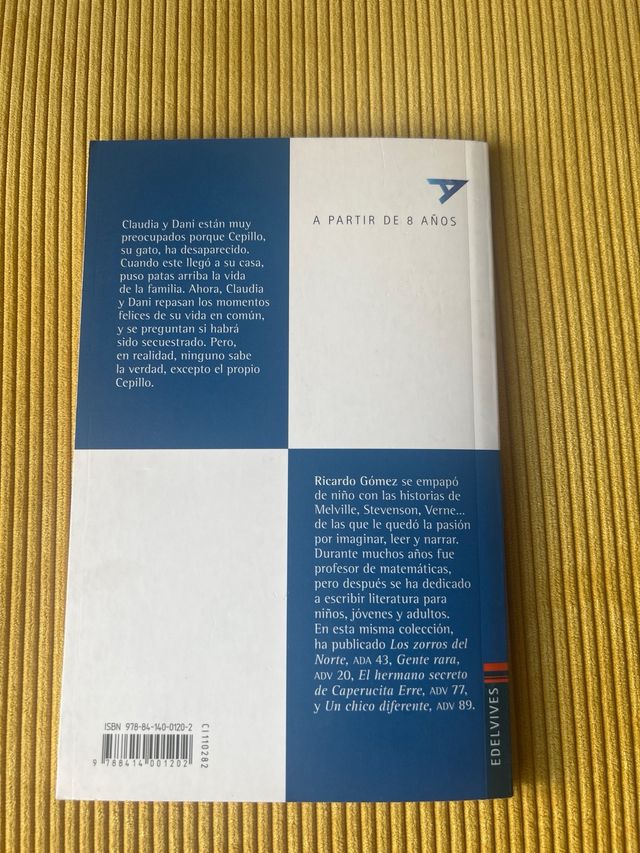 A PARTIR DE 8 AÑOS
Claudia y Dani están muy
preocupados porque Cepillo,
su gato, ha desaparecido.
Cuando este llegó a su casa,
puso patas arriba la vida
de la familia. Ahora, Claudia
y Dani repasan los momentos
felices de su vida en común,
y se preguntan si habrá
sido secuestrado. Pero,
en realidad, ninguno sabe
la verdad, excepto el propio
Cepillo.
Ricardo Gómez se empapó
de niño con las historias de
Melville, Stevenson, Verne...
de las que le quedó la pasión
por imaginar, leer y narrar.
Durante muchos años fue
profesor de matemáticas,
pero después se ha dedicado
a escribir literatura para
niños, jóvenes y adultos.
En esta misma colección,
ha publicado Los zorros del
Norte, ADA 43, Gente rara,
ADV 20, El hermano secreto
de Caperucita Erre, ADV 77,
y Un chico diferente, ADV 89.
EDELVIVES
ISBN 978-84-140-0120-2
9 788414 001202
CI110282